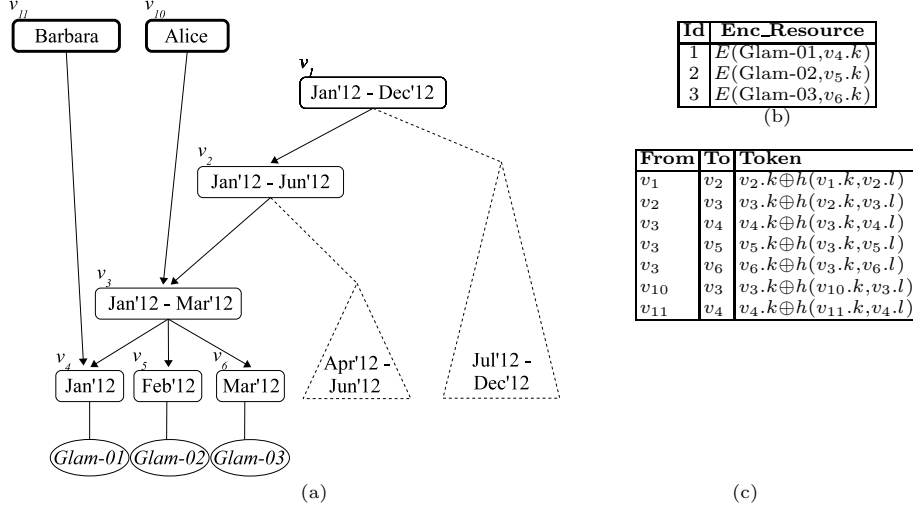 v11
v10
Barbara
Alice
v1
Jan'12 - Dec'12
v2
Jan'12 - Jun'12
v3
Jan'12 - Mar'12
v4
v5
v6
Jan'12
Feb'12
Mar'12
Apr'12 -
Jun'12
Jul'12 -
Dec'12
Glam-01
Glam-02
Glam-03
(a)
Id Enc_Resource
1 E(Glam-01,v4.k)
2 E(Glam-02,v5.k)
3 E(Glam-03,v6.k)
(b)
From To Token
v1 v2 v2.k⊕h(v1.k,v2.l)
v2 v3 v3.k⊕h(v2.k,v3.l)
v3 v4 v4.k⊕h(v3.k,v4.l)
v3 v5 v5.k⊕h(v3.k,v5.l)
v3 v6 v6.k⊕h(v3.k,v6.l)
v10 v3 v3.k⊕h(v10.k,v3.l)
v11 v4 v4.k⊕h(v11.k,v4.l)
(c)